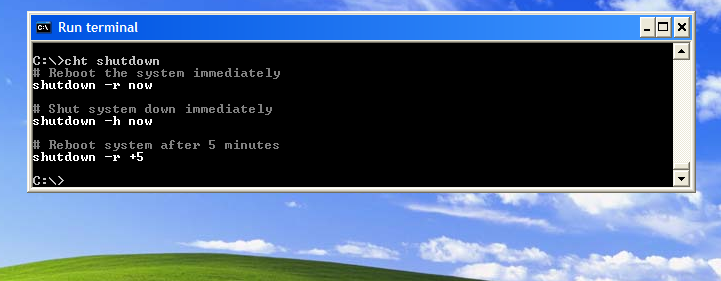 C:\ Run terminal
C:\>cht shutdown
# Reboot the system immediately
shutdown -r now
# Shut system down immediately
shutdown -h now
# Reboot system after 5 minutes
shutdown -r +5
C:\>